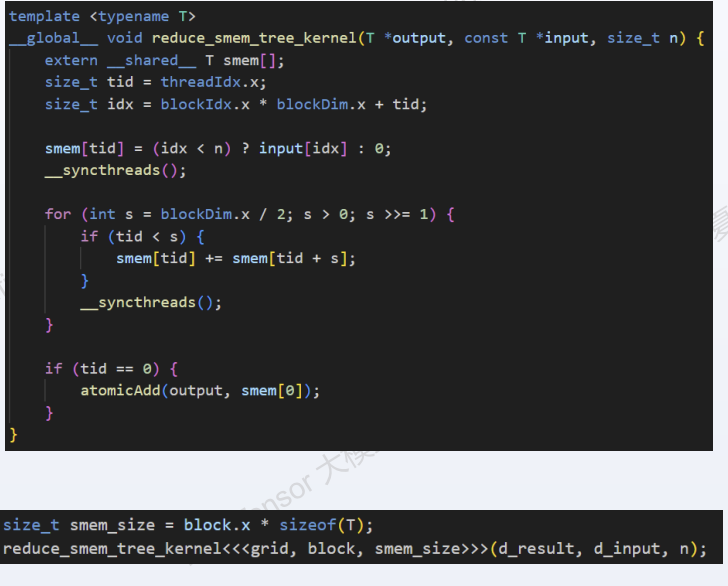 template <typename T>
__global__ void reduce_smem_tree_kernel(T *output, const T *input, size_t n) {
    extern __shared__ T smem[];
    size_t tid = threadIdx.x;
    size_t idx = blockIdx.x * blockDim.x + tid;

    smem[tid] = (idx < n) ? input[idx] : 0;
    __syncthreads();

    for (int s = blockDim.x / 2; s > 0; s >>= 1) {
        if (tid < s) {
            smem[tid] += smem[tid + s];
        }
        __syncthreads();
    }

    if (tid == 0) {
        atomicAdd(output, smem[0]);
    }
}
nsor 大模
size_t smem_size = block.x * sizeof(T);
reduce_smem_tree_kernel<<<grid, block, smem_size>>>(d_result, d_input, n);